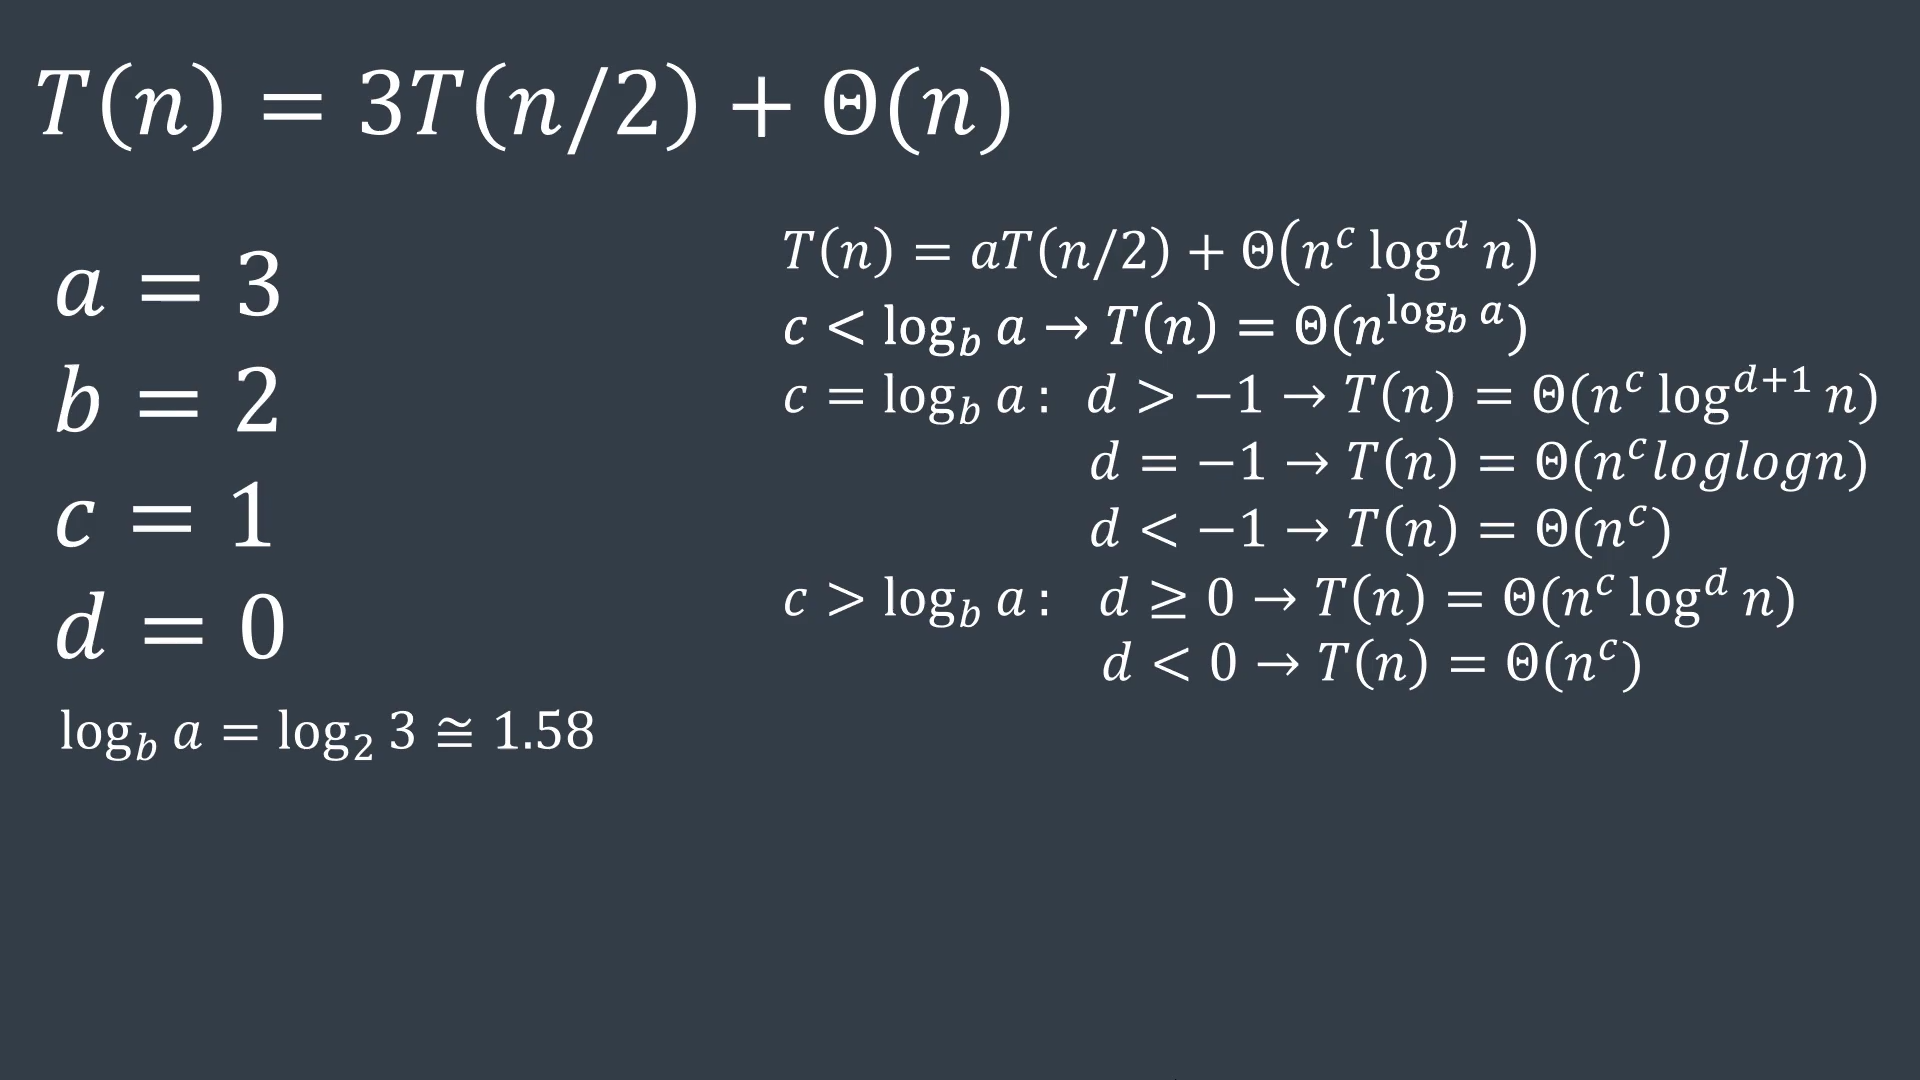 T(n) = 3T(n/2) + Θ(n)
a = 3
b = 2
c = 1
d = 0
log_b a = log_2 3 ≅ 1.58
T(n) = aT(n/2) + Θ(n^c log^d n)
c < log_b a → T(n) = Θ(n^{log_b a})
c = log_b a : d > −1 → T(n) = Θ(n^c log^{d+1} n)
d = −1 → T(n) = Θ(n^c loglogn)
d < −1 → T(n) = Θ(n^c)
c > log_b a : d ≥ 0 → T(n) = Θ(n^c log^d n)
d < 0 → T(n) = Θ(n^c)